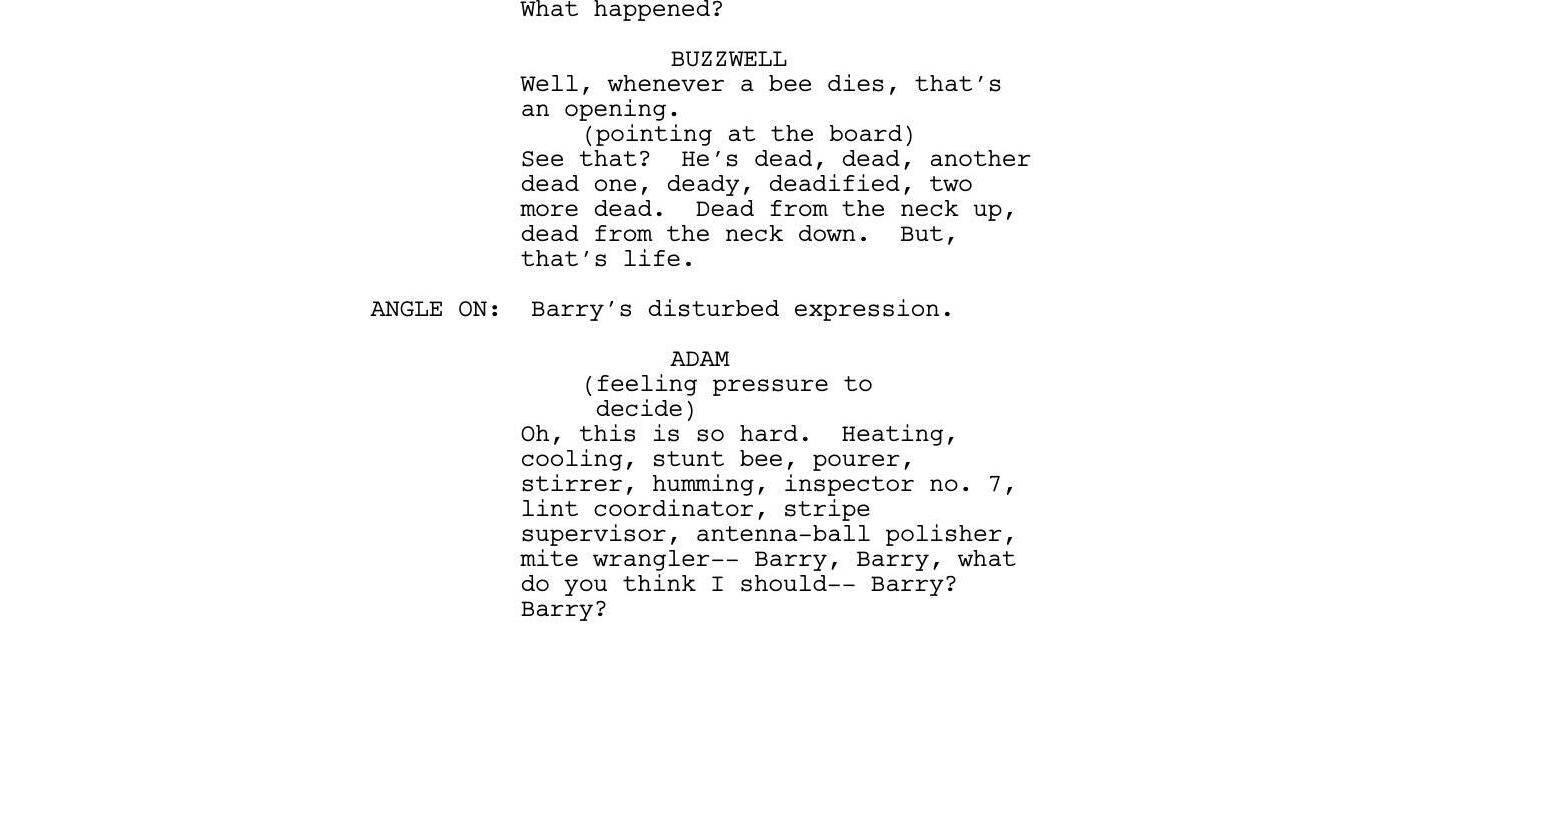 What happened?
BUZZWELL
Well, whenever a bee dies, that's
an opening.
(pointing at the board)
See that?  He's dead, dead, another
dead one, deady, deadified, two
more dead.  Dead from the neck up,
dead from the neck down.  But,
that's life.
ANGLE ON:  Barry's disturbed expression.
ADAM
(feeling pressure to
decide)
Oh, this is so hard.  Heating,
cooling, stunt bee, pourer,
stirrer, humming, inspector no. 7,
lint coordinator, stripe
supervisor, antenna-ball polisher,
mite wrangler-- Barry, Barry, what
do you think I should-- Barry?
Barry?